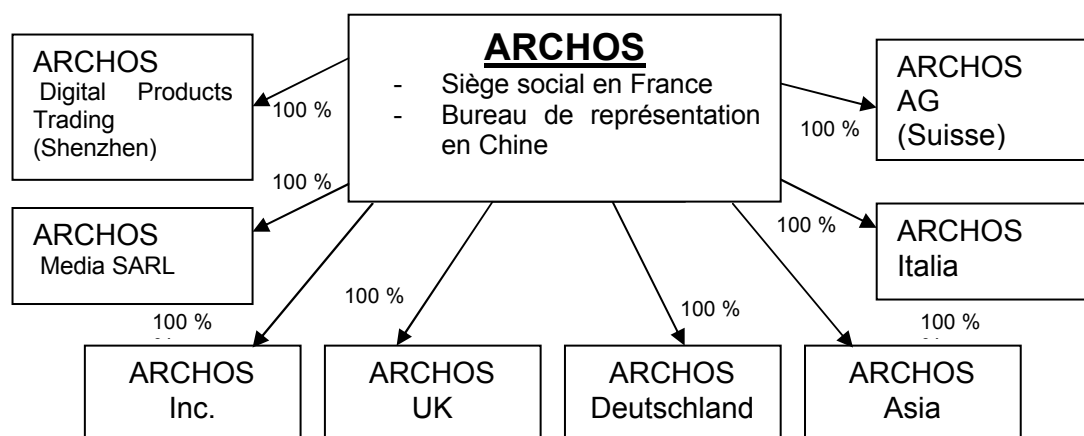 ARCHOS
- Siège social en France
- Bureau de représentation
en Chine
ARCHOS
Digital Products
Trading
(Shenzhen)
100 %
ARCHOS
AG
(Suisse)
100 %
ARCHOS
Media SARL
100 %
ARCHOS
Italia
100 %
100 %
ARCHOS
Inc.
100 %
ARCHOS
UK
100 %
ARCHOS
Deutschland
100 %
ARCHOS
Asia